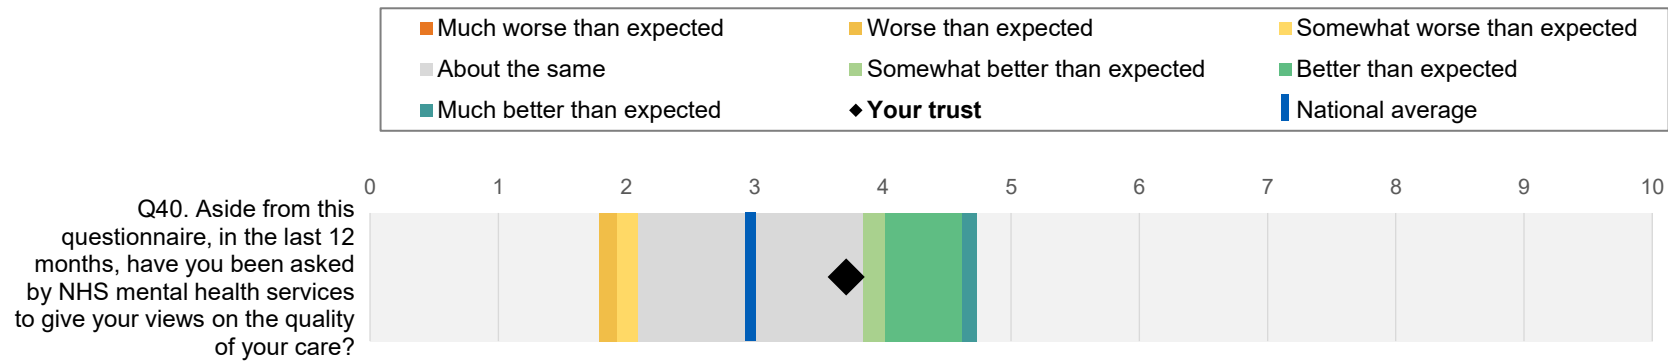 Much worse than expected
Worse than expected
Somewhat worse than expected
About the same
Somewhat better than expected
Better than expected
Much better than expected
Your trust
National average
0 1 2 3 4 5 6 7 8 9 10
Q40. Aside from this
questionnaire, in the last 12
months, have you been asked
by NHS mental health services
to give your views on the quality
of your care?